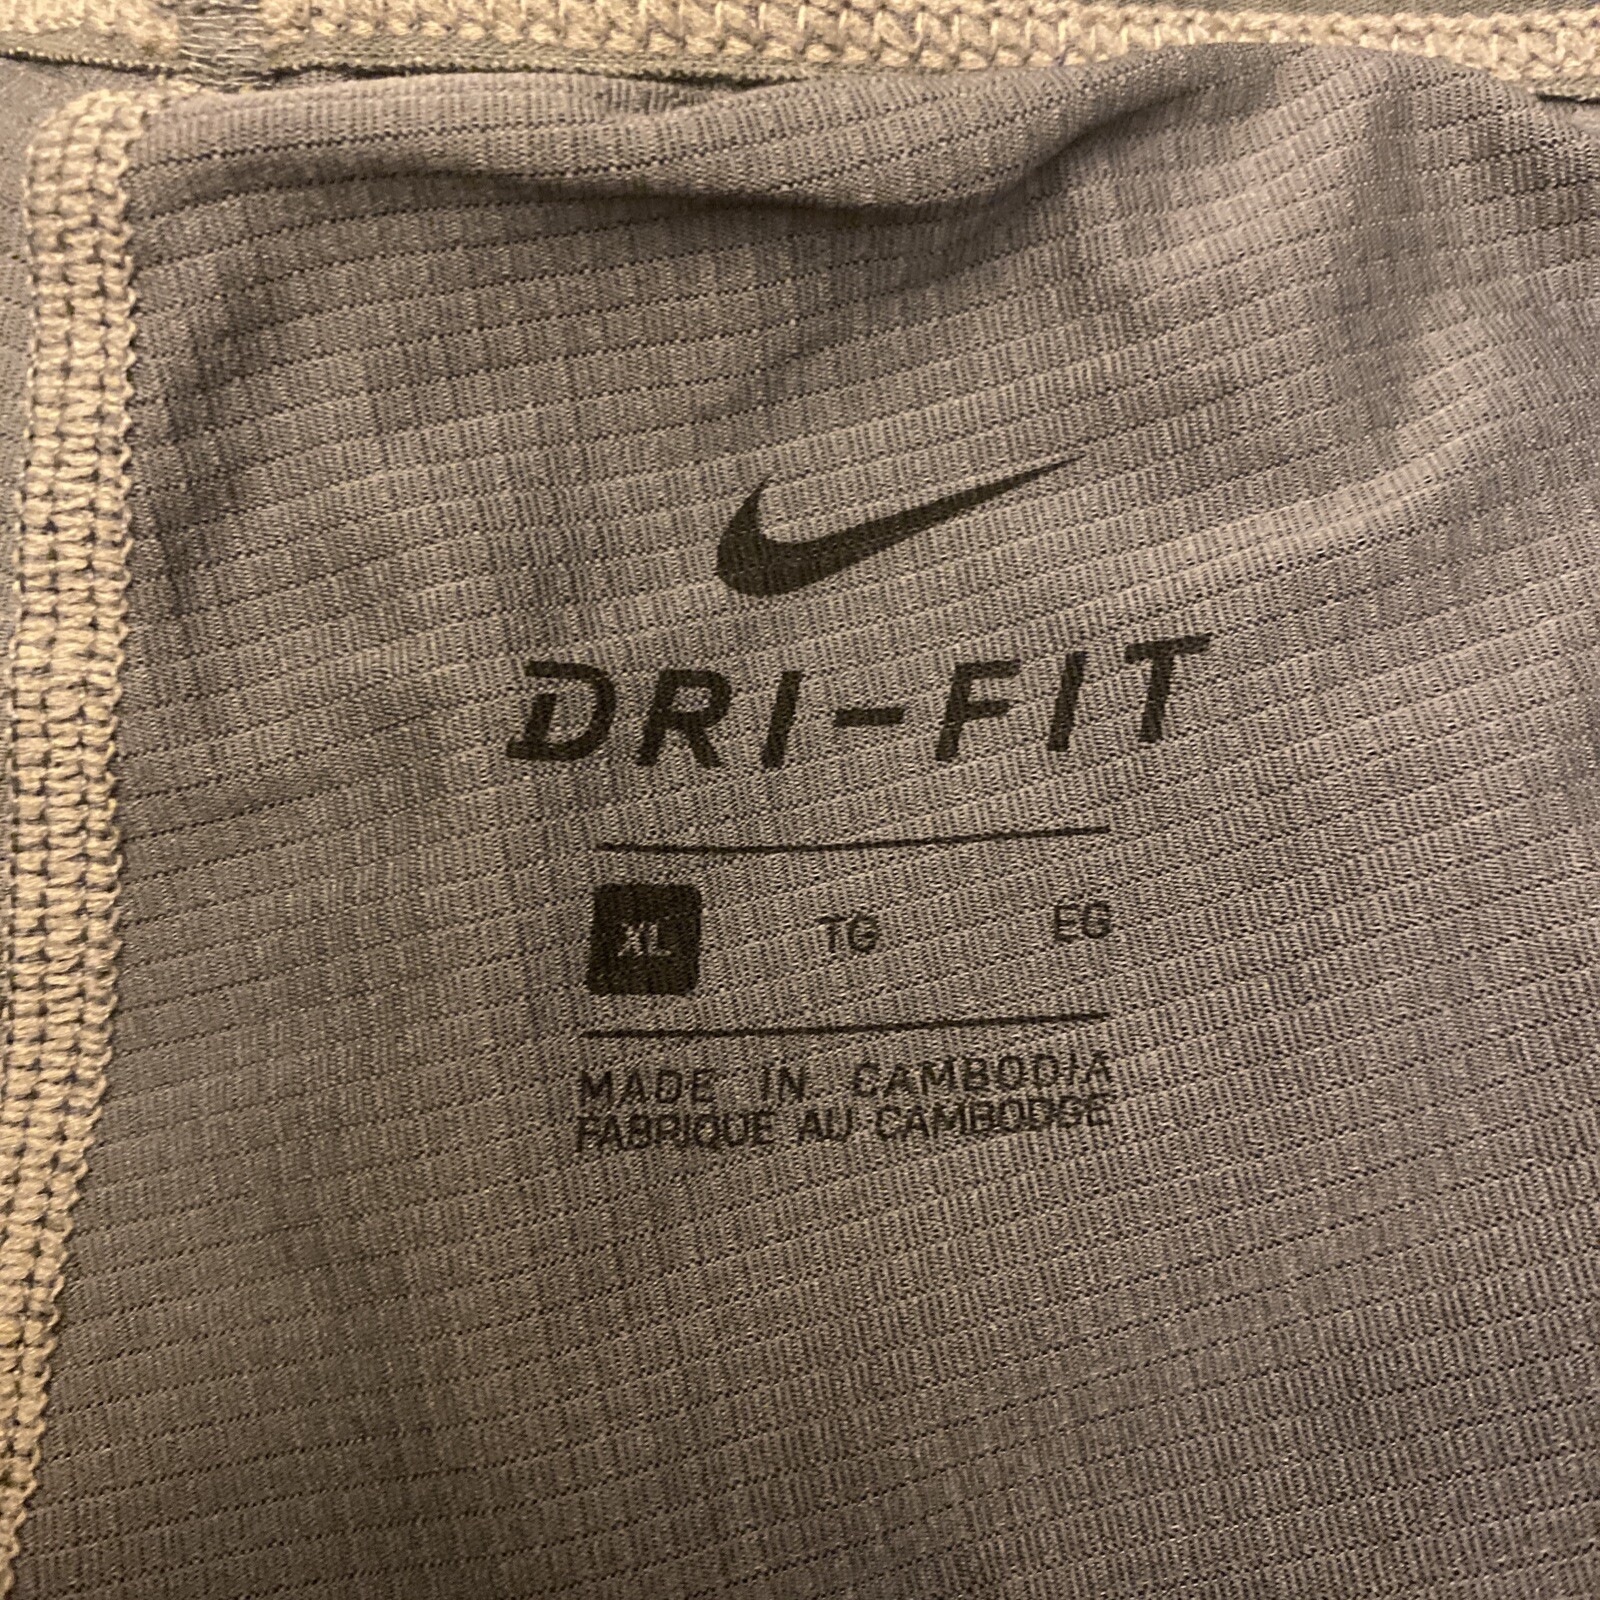 DRI-FIT
XL TG EG
MADE IN CAMBODIA
FABRIQUE AU CAMBODGE